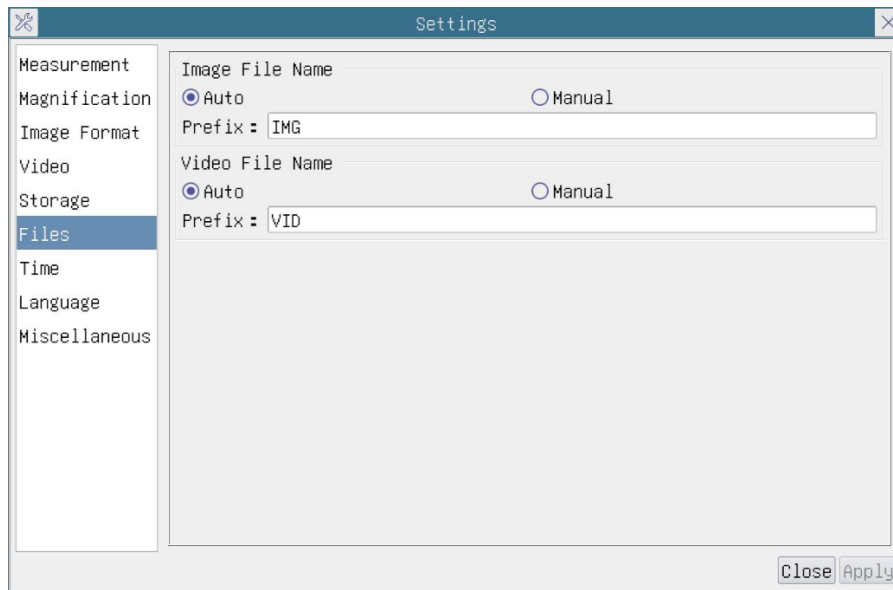 Settings
Measurement
Magnification
Image Format
Video
Storage
Files
Time
Language
Miscellaneous
Image File Name
Auto Manual
Prefix: IMG
Video File Name
Auto Manual
Prefix: VID
Close Apply